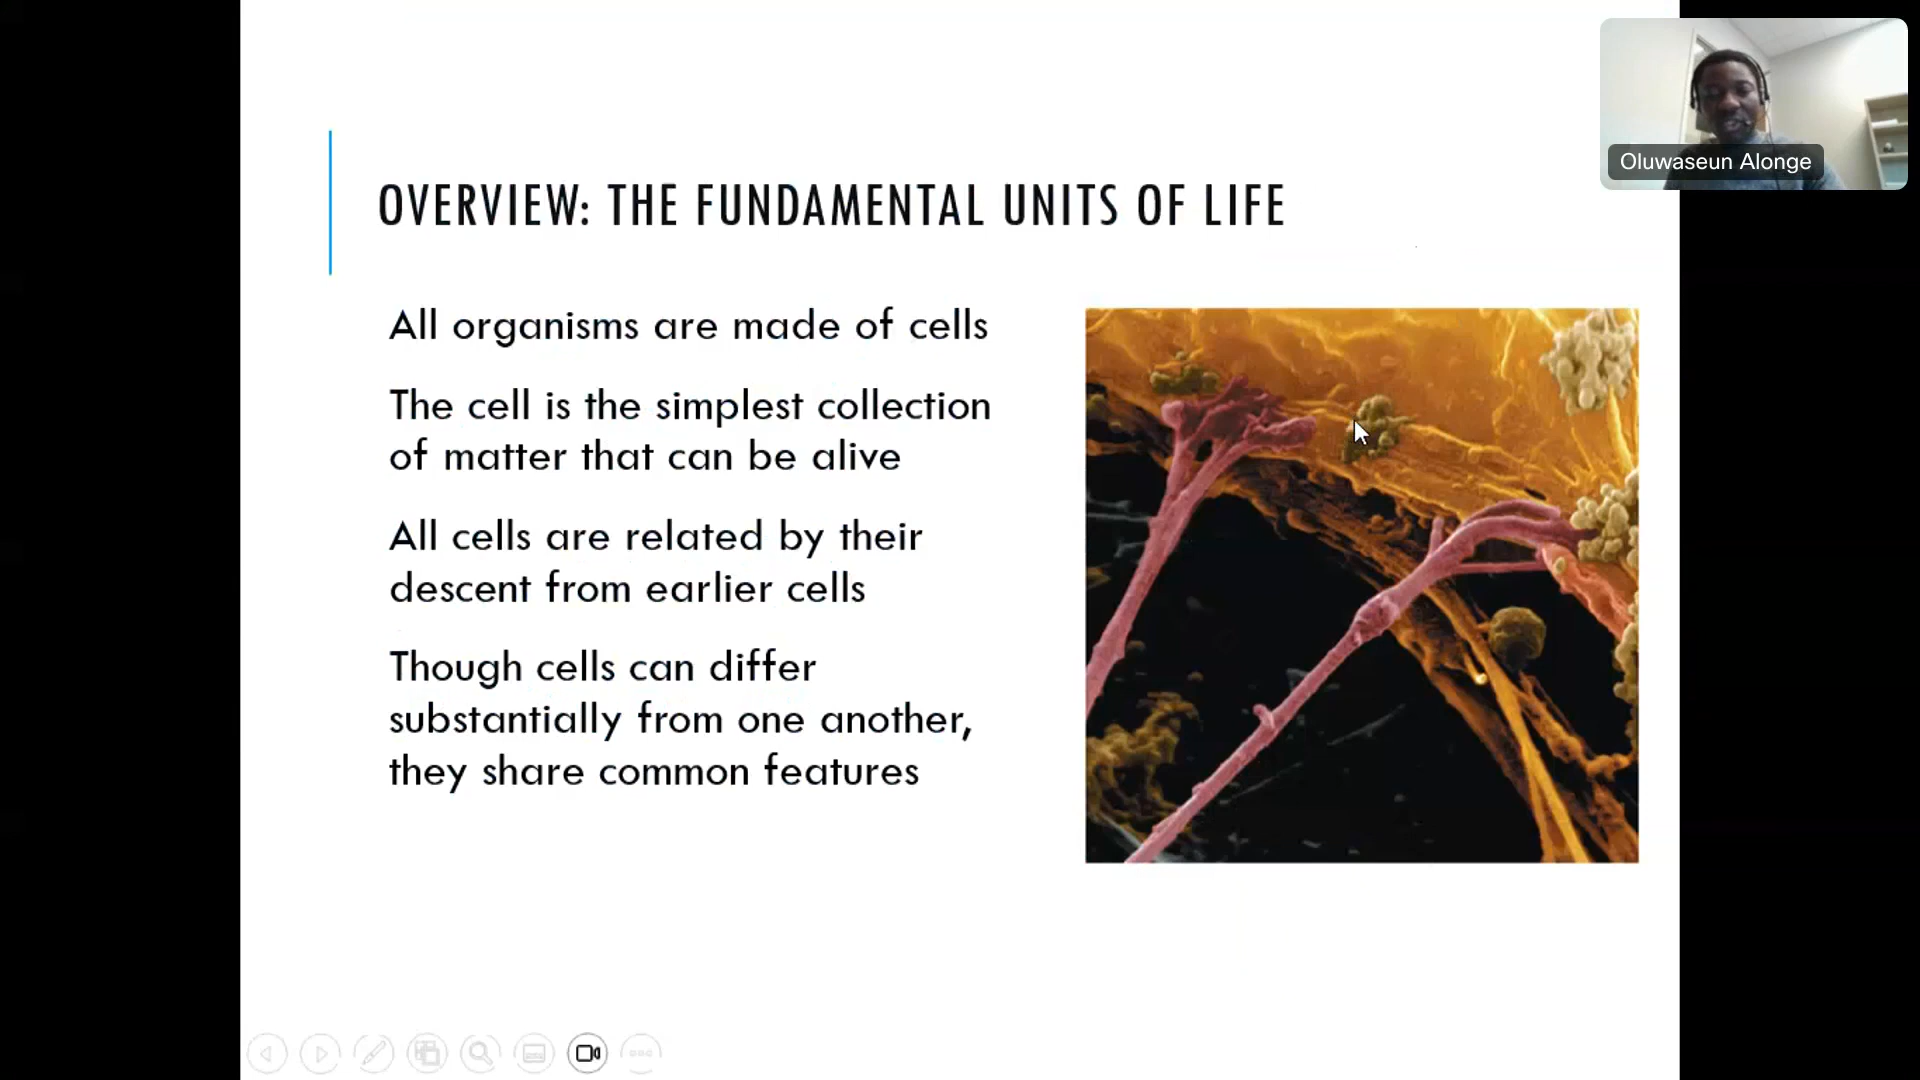 Oluwaseun Alonge
OVERVIEW: THE FUNDAMENTAL UNITS OF LIFE
All organisms are made of cells
The cell is the simplest collection
of matter that can be alive
All cells are related by their
descent from earlier cells
Though cells can differ
substantially from one another,
they share common features